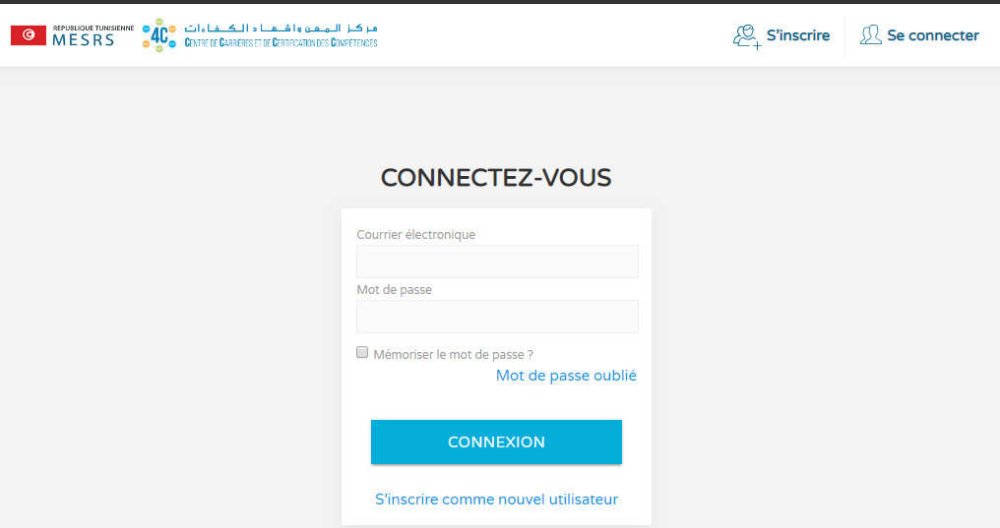 REPUBLIQUE TUNISIENNE
MESRS
4C
مركز المهن واشهاد الكفاءات
CENTRE DE CARRIÈRES ET DE CERTIFICATION DES COMPÉTENCES
S'inscrire
Se connecter
CONNECTEZ-VOUS
Courrier électronique
Mot de passe
Mémoriser le mot de passe ?
Mot de passe oublié
CONNEXION
S'inscrire comme nouvel utilisateur